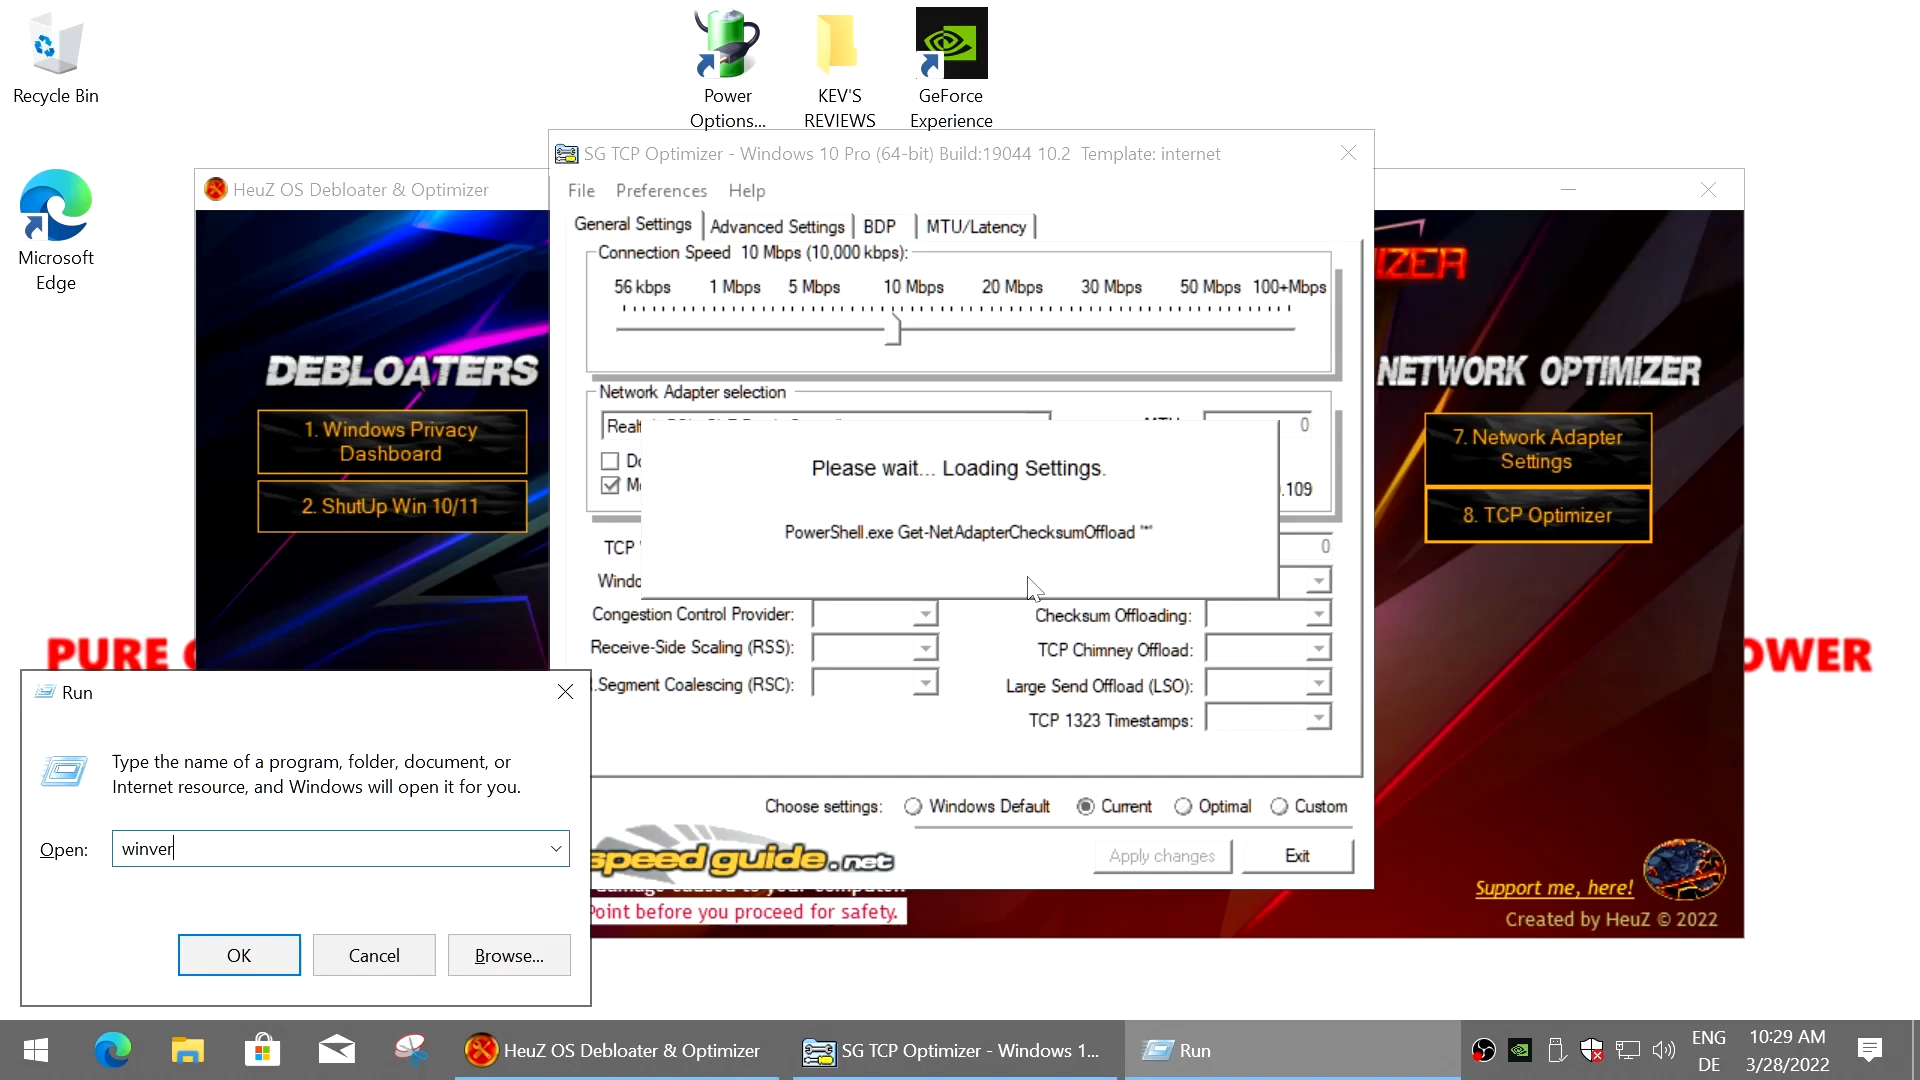 Recycle Bin
Power
Options...
KEV'S
REVIEWS
GeForce
Experience
Microsoft
Edge
HeuZ OS Debloater & Optimizer
SG TCP Optimizer - Windows 10 Pro (64-bit) Build:19044 10.2 Template: internet
File Preferences Help
General Settings Advanced Settings BDP MTU/Latency
Connection Speed 10 Mbps (10,000 kbps):
56 kbps 1 Mbps 5 Mbps 10 Mbps 20 Mbps 30 Mbps 50 Mbps 100+Mbps
Network Adapter selection
0
.109
Please wait... Loading Settings.
PowerShell.exe Get-NetAdapterChecksumOffload "*"
TCP
0
Congestion Control Provider:
Checksum Offloading:
Receive-Side Scaling (RSS):
TCP Chimney Offload:
.Segment Coalescing (RSC):
Large Send Offload (LSO):
TCP 1323 Timestamps:
Choose settings: Windows Default Current Optimal Custom
speedguide.net
Apply changes Exit
DEBLOATERS
1. Windows Privacy
Dashboard
2. ShutUp Win 10/11
IZER
NETWORK OPTIMIZER
7. Network Adapter
Settings
8. TCP Optimizer
PURE
OWER
damage caused to your computer.
Point before you proceed for safety.
Support me, here!
Created by HeuZ © 2022
Run
Type the name of a program, folder, document, or
Internet resource, and Windows will open it for you.
Open: winver
OK Cancel Browse...
HeuZ OS Debloater & Optimizer
SG TCP Optimizer - Windows 1...
Run
ENG
DE
10:29 AM
3/28/2022